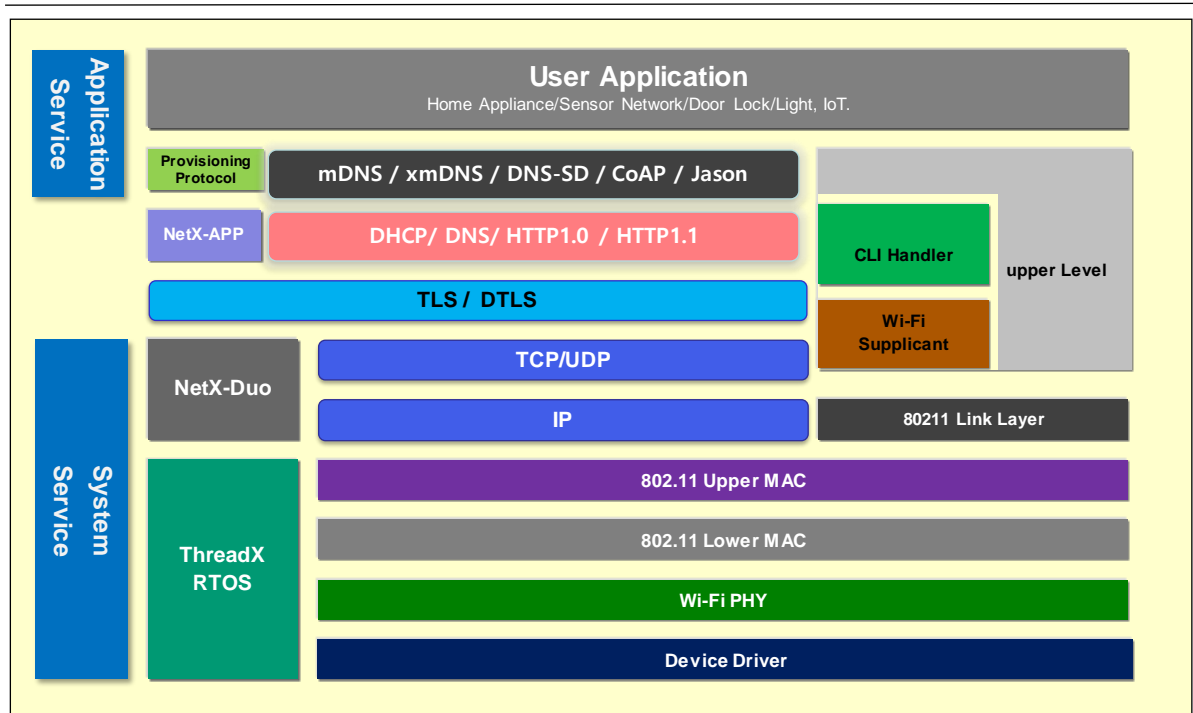 Application
Service
User Application
Home Appliance/Sensor Network/Door Lock/Light, IoT.
Provisioning
Protocol
mDNS / xmDNS / DNS-SD / CoAP / Jason
NetX-APP
DHCP/ DNS/ HTTP1.0 / HTTP1.1
CLI Handler
upper Level
TLS / DTLS
Wi-Fi
Supplicant
System
Service
NetX-Duo
TCP/UDP
IP
80211 Link Layer
ThreadX
RTOS
802.11 Upper MAC
802.11 Lower MAC
Wi-Fi PHY
Device Driver